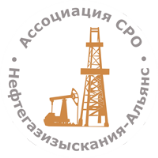 Ассоциация СРО
Нефтегазизыскания-Альянс